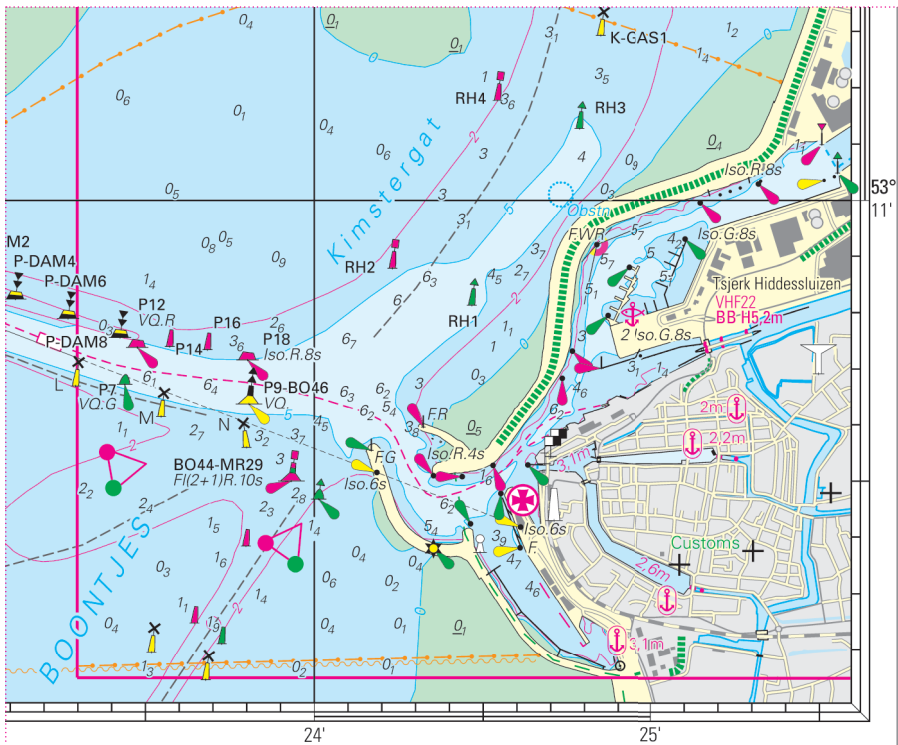 K-GAS1
RH4
RH3
Kimstergat
RH2
RH1
Obstn
F.WR
Iso.R.8s
Iso.G.8s
53°
11'
Tsjerk Hiddessluizen
VHF22
BB H5,2m
2 Iso.G.8s
M2
P-DAM4
P-DAM6
P12
VQ.R
P-DAM8
P14
P16
P18
Iso.R.8s
P9-BO46
VQ
P7
VQ.G
L
M
N
BO44-MR29
Fl(2+1)R.10s
F.R
Iso.R.4s
F.G
Iso.6s
3,1m
2m
2,2m
Iso.6s
F.
Customs
2,6m
3,1m
BOONTJES
24'
25'